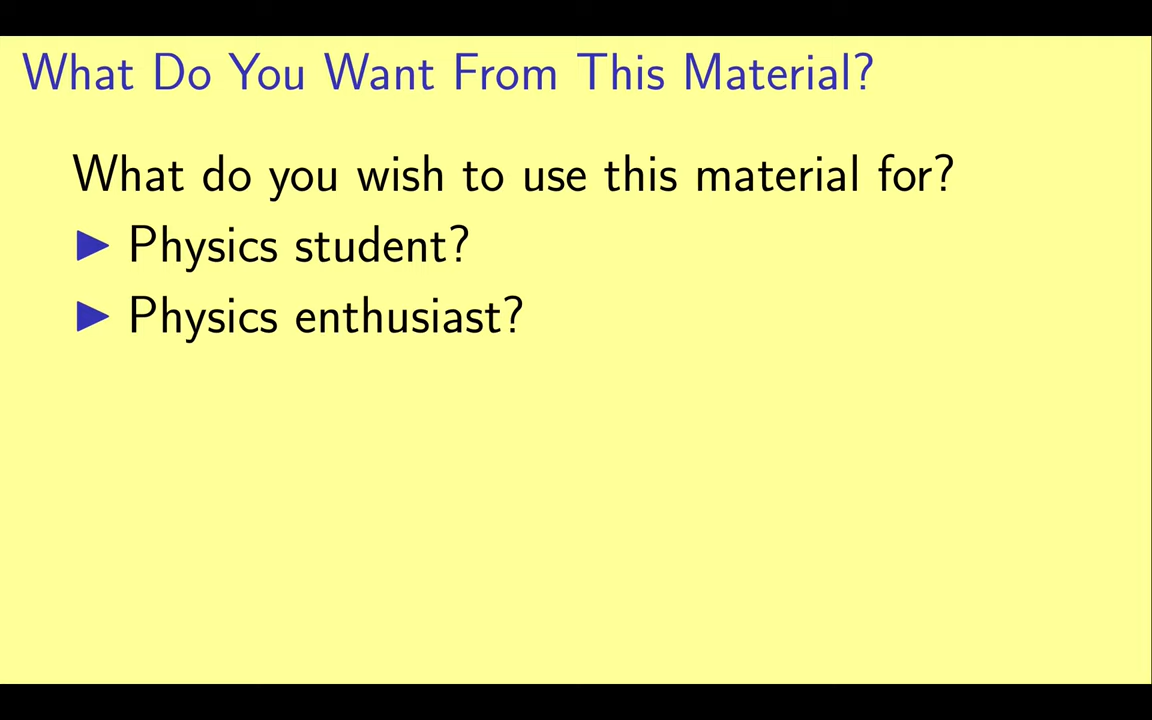 What Do You Want From This Material?
What do you wish to use this material for?
▶ Physics student?
▶ Physics enthusiast?